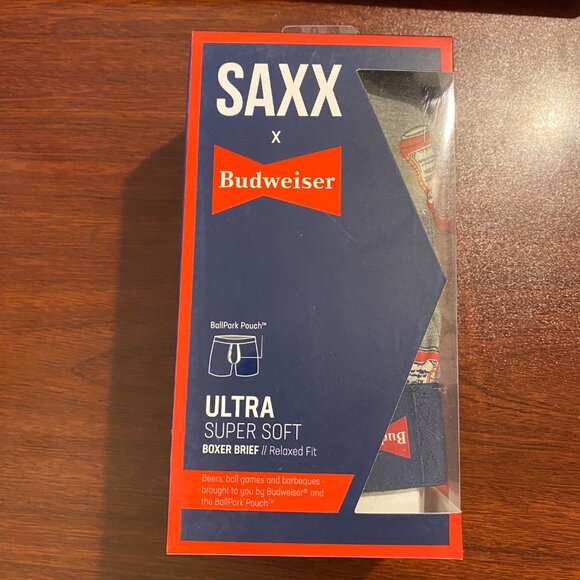 SAXX
X
Budweiser
BallPark Pouch™
ULTRA
SUPER SOFT
BOXER BRIEF // Relaxed Fit
Beers, ball games and barbeques -
brought to you by Budweiser® and
the BallPark Pouch™
Bud